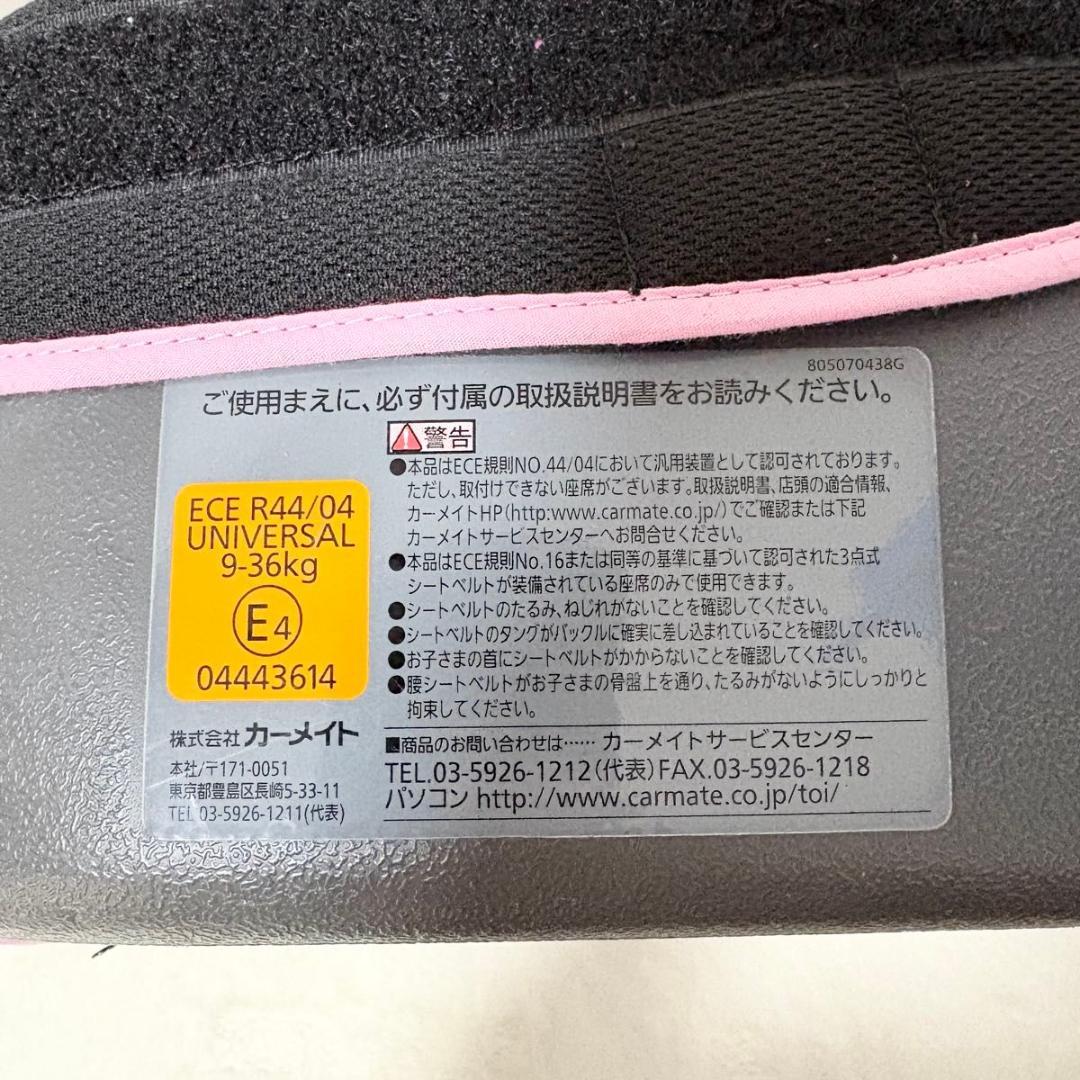 805070438G
ご使用まえに、必ず付属の取扱説明書をお読みください。
警告
●本品はECE規則NO.44/04において汎用装置として認可されております。
ただし、取付けできない座席がございます。取扱説明書、店頭の適合情報、
カーメイトHP(http:www.carmate.co.jp/)でご確認または下記
カーメイトサービスセンターへお問合せください。
●本品はECE規則No.16または同等の基準に基づいて認可された3点式
シートベルトが装備されている座席のみで使用できます。
●シートベルトのたるみ、ねじれがないことを確認してください。
●シートベルトのタングがバックルに確実に差し込まれていることを確認してください。
●お子さまの首にシートベルトがかからないことを確認してください。
●腰シートベルトがお子さまの骨盤上を通り、たるみがないようにしっかりと
拘束してください。
ECE R44/04
UNIVERSAL
9-36kg
E4
04443614
株式会社 カーメイト
本社/〒171-0051
東京都豊島区長崎5-33-11
TEL 03-5926-1211(代表)
■商品のお問い合わせは…… カーメイトサービスセンター
TEL.03-5926-1212(代表)FAX.03-5926-1218
パソコン http://www.carmate.co.jp/toi/